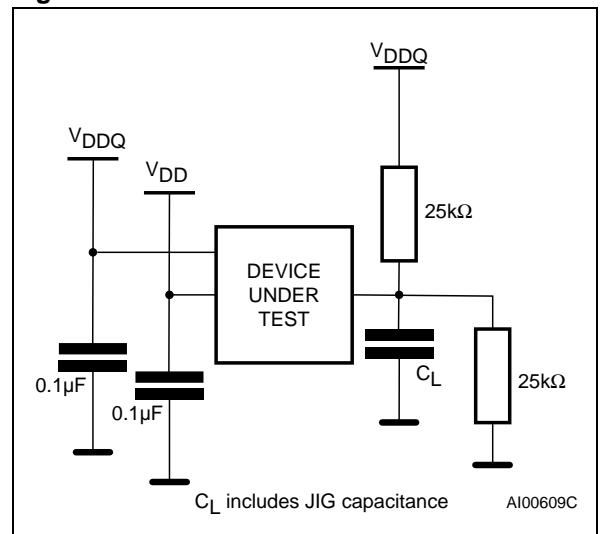 VDDQ
VDDQ
VDD
25kΩ
DEVICE
UNDER
TEST
CL
0.1µF
0.1µF
25kΩ
CL includes JIG capacitance
AI00609C